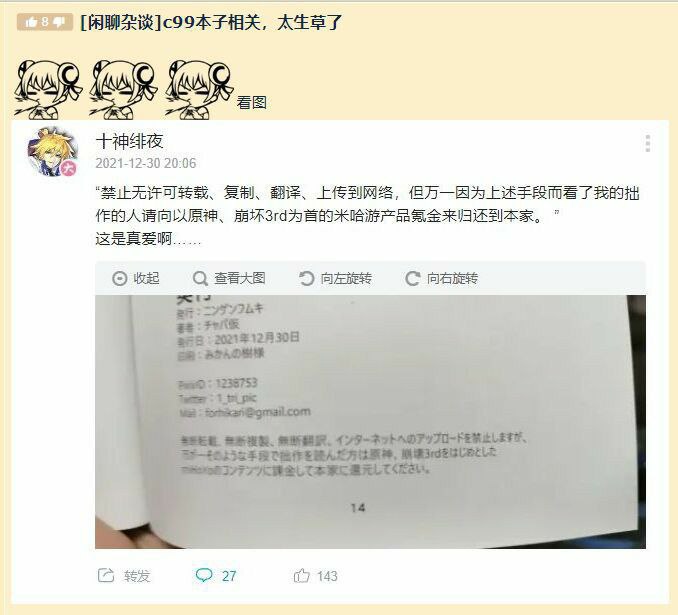 8
[闲聊杂谈]c99本子相关，太生草了
看图
十神绯夜
大
2021-12-30 20:06
“禁止无许可转载、复制、翻译、上传到网络，但万一因为上述手段而看了我的拙
作的人请向以原神、崩坏3rd为首的米哈游产品氪金来归还到本家。 ”
这是真爱啊……
收起 查看大图 向左旋转 向右旋转
発行：ニンゲンフムキ
著者：チャパ仮
発行日：2021年12月30日
印刷：みかんの樹様
PixivID：1238753
Twitter：1_tri_pic
Mail：forhikari@gmail.com
無断転載、無断複製、無断翻訳、インターネットへのアップロードを禁止しますが、
万が一そのような手段で拙作を読んだ方は原神、崩壊3rdをはじめとした
miHoYoのコンテンツに課金して本家に還元してください。
14
转发 27 143